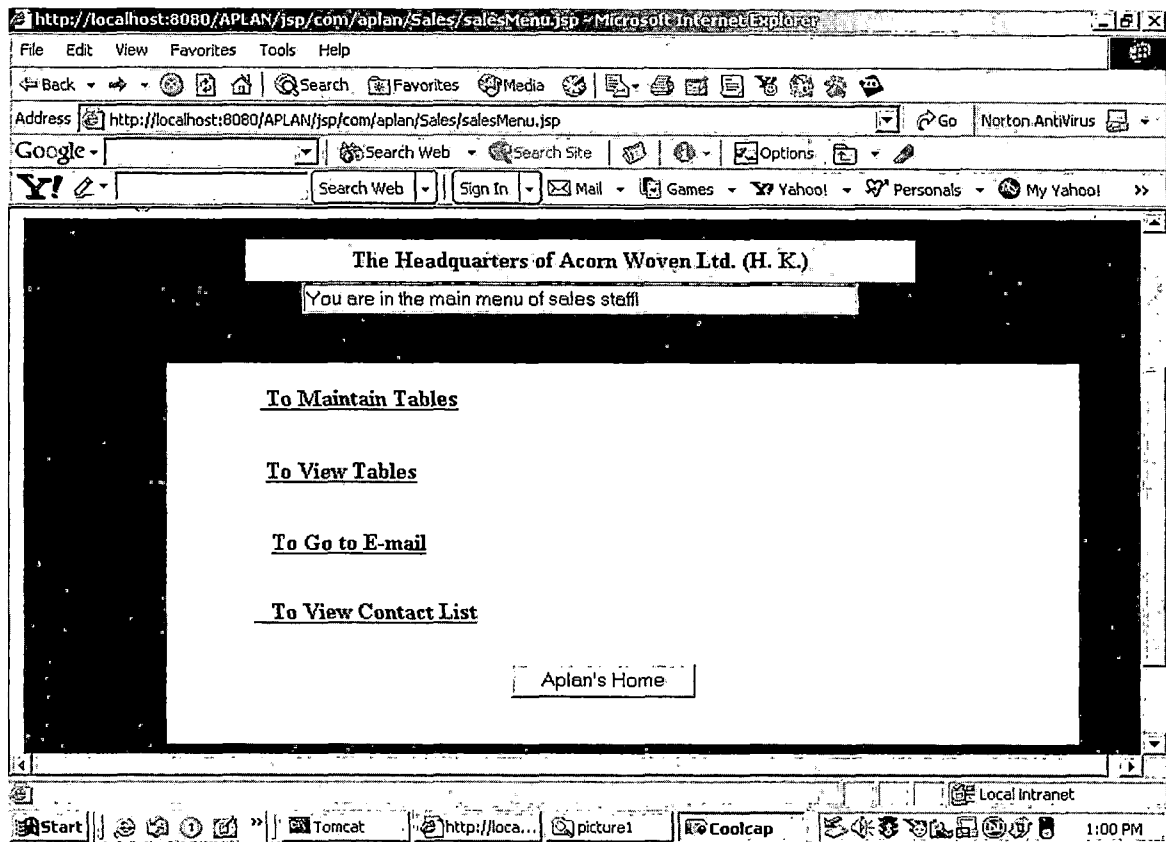 http://localhost:8080/APLAN/jsp/com/aplan/Sales/salesMenu.jsp - Microsoft Internet Explorer
File Edit View Favorites Tools Help
Back Search Favorites Media
Address http://localhost:8080/APLAN/jsp/com/aplan/Sales/salesMenu.jsp Go Norton AntiVirus
Google Search Web Search Site Options
Y! Search Web Sign In Mail Games Yahoo! Personals My Yahoo! »
The Headquarters of Acorn Woven Ltd. (H. K.)
You are in the main menu of sales staff!
To Maintain Tables
To View Tables
To Go to E-mail
To View Contact List
Aplan's Home
Local intranet
Start » Tomcat http://loca... picture1 Coolcap 1:00 PM